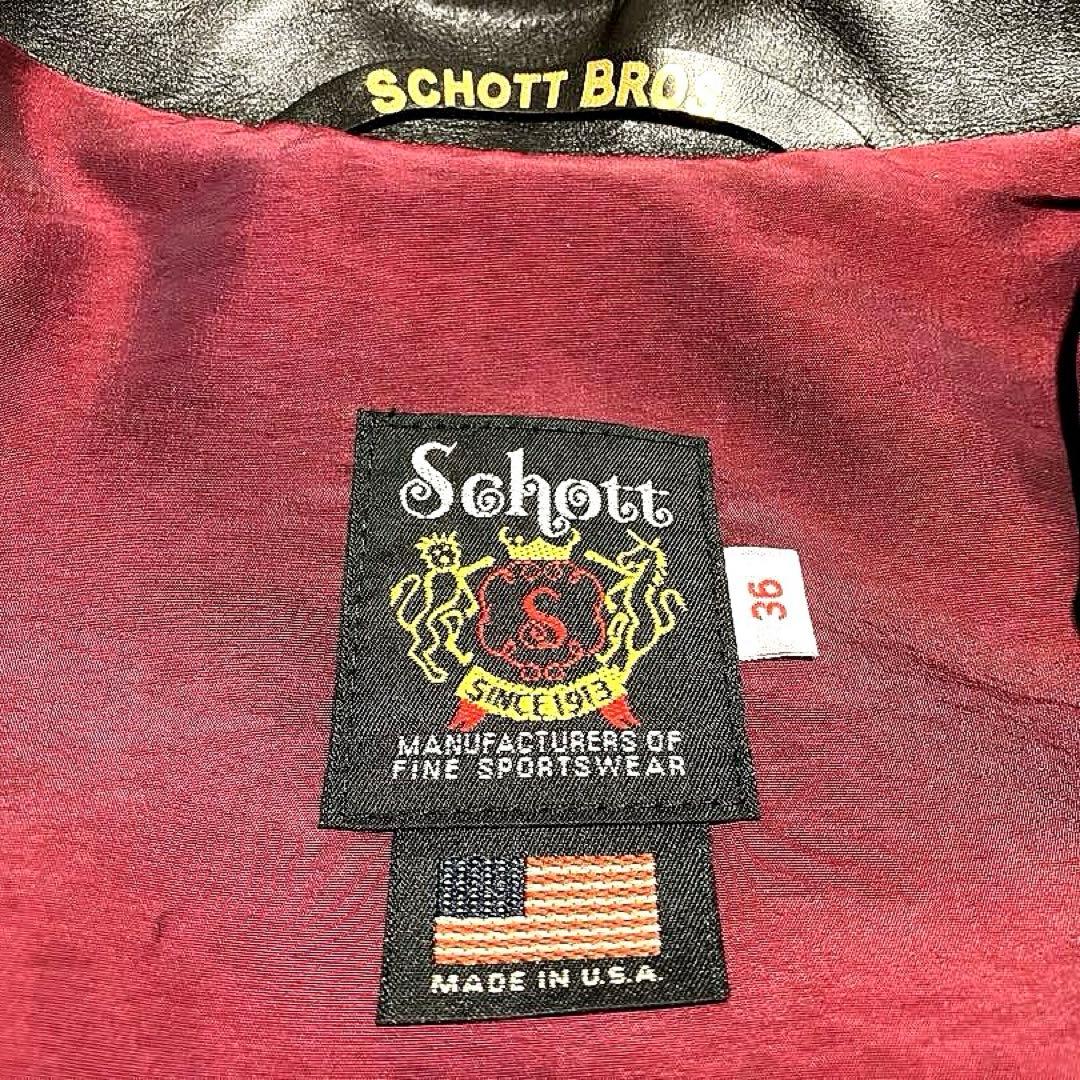 SCHOTT BROS
Schott
S
SINCE 1913
MANUFACTURERS OF
FINE SPORTSWEAR
36
MADE IN U.S.A.